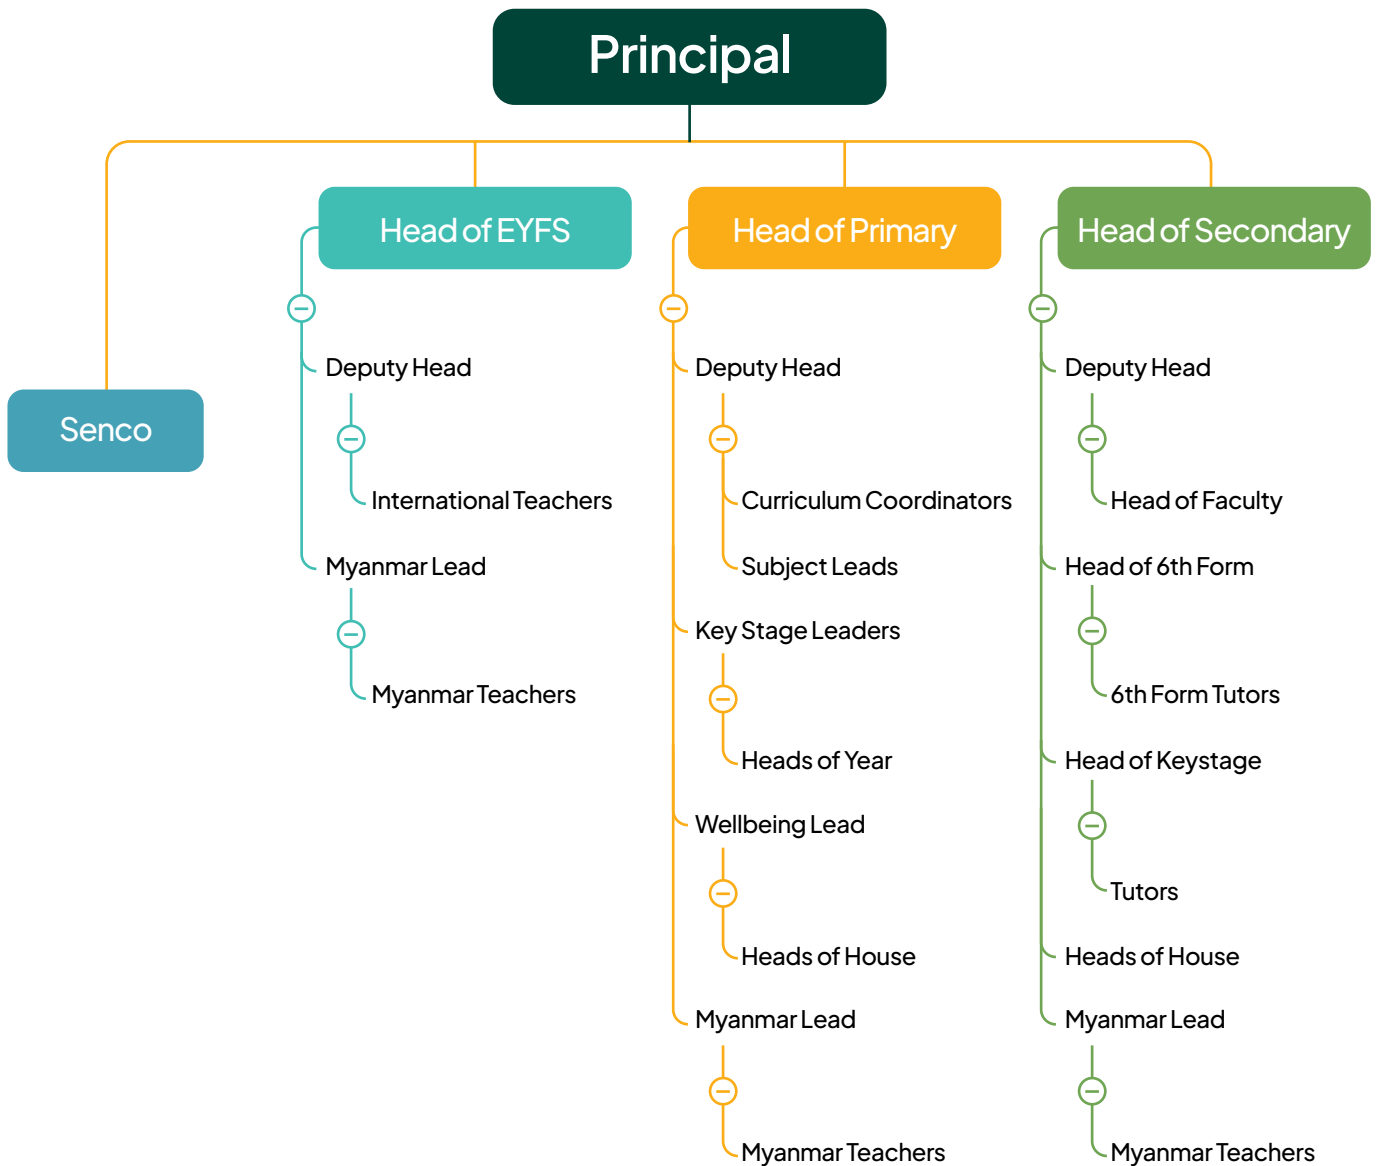 Principal
Senco
Head of EYFS
Deputy Head
International Teachers
Myanmar Lead
Myanmar Teachers
Head of Primary
Deputy Head
Curriculum Coordinators
Subject Leads
Key Stage Leaders
Heads of Year
Wellbeing Lead
Heads of House
Myanmar Lead
Myanmar Teachers
Head of Secondary
Deputy Head
Head of Faculty
Head of 6th Form
6th Form Tutors
Head of Keystage
Tutors
Heads of House
Myanmar Lead
Myanmar Teachers